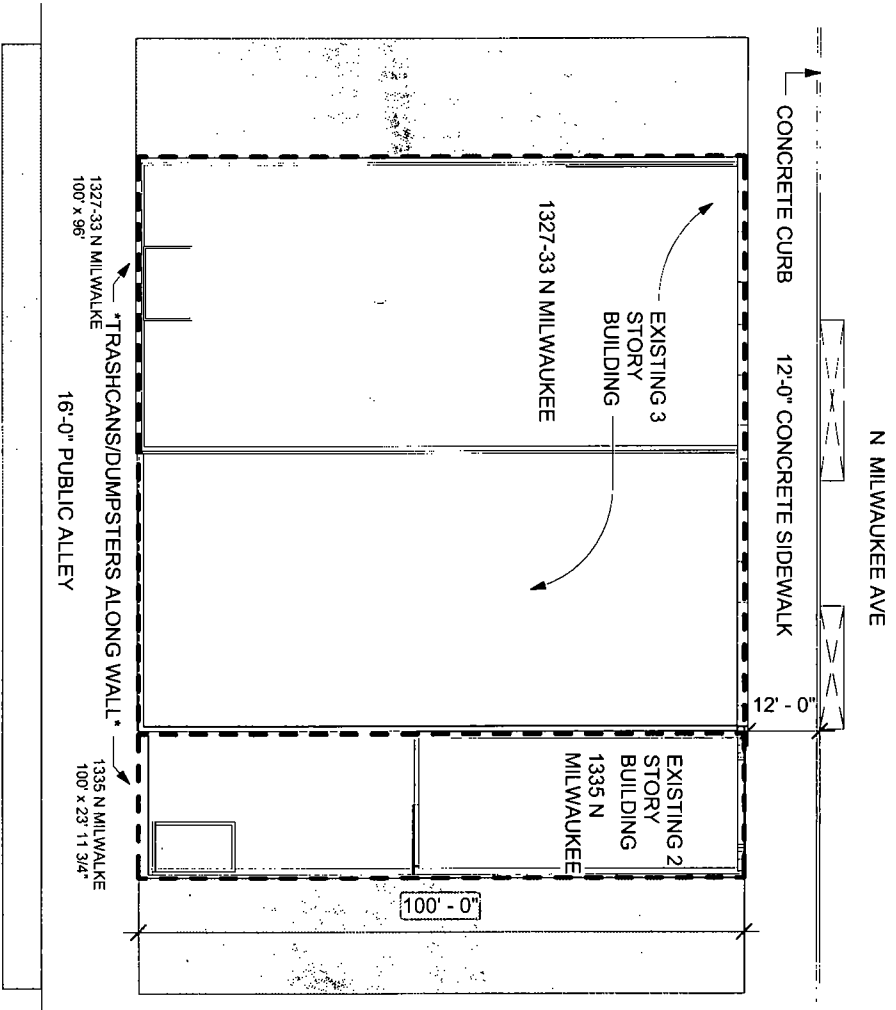 N MILWAUKEE AVE
CONCRETE CURB
12'-0" CONCRETE SIDEWALK
12' - 0"
EXISTING 3
STORY
BUILDING
1327-33 N MILWAUKEE
EXISTING 2
STORY
BUILDING
1335 N
MILWAUKEE
100' - 0"
1327-33 N MILWALKE
100' x 96'
*TRASHCANS/DUMPSTERS ALONG WALL*
1335 N MILWALKE
100' x 23' 11 3/4"
16'-0" PUBLIC ALLEY